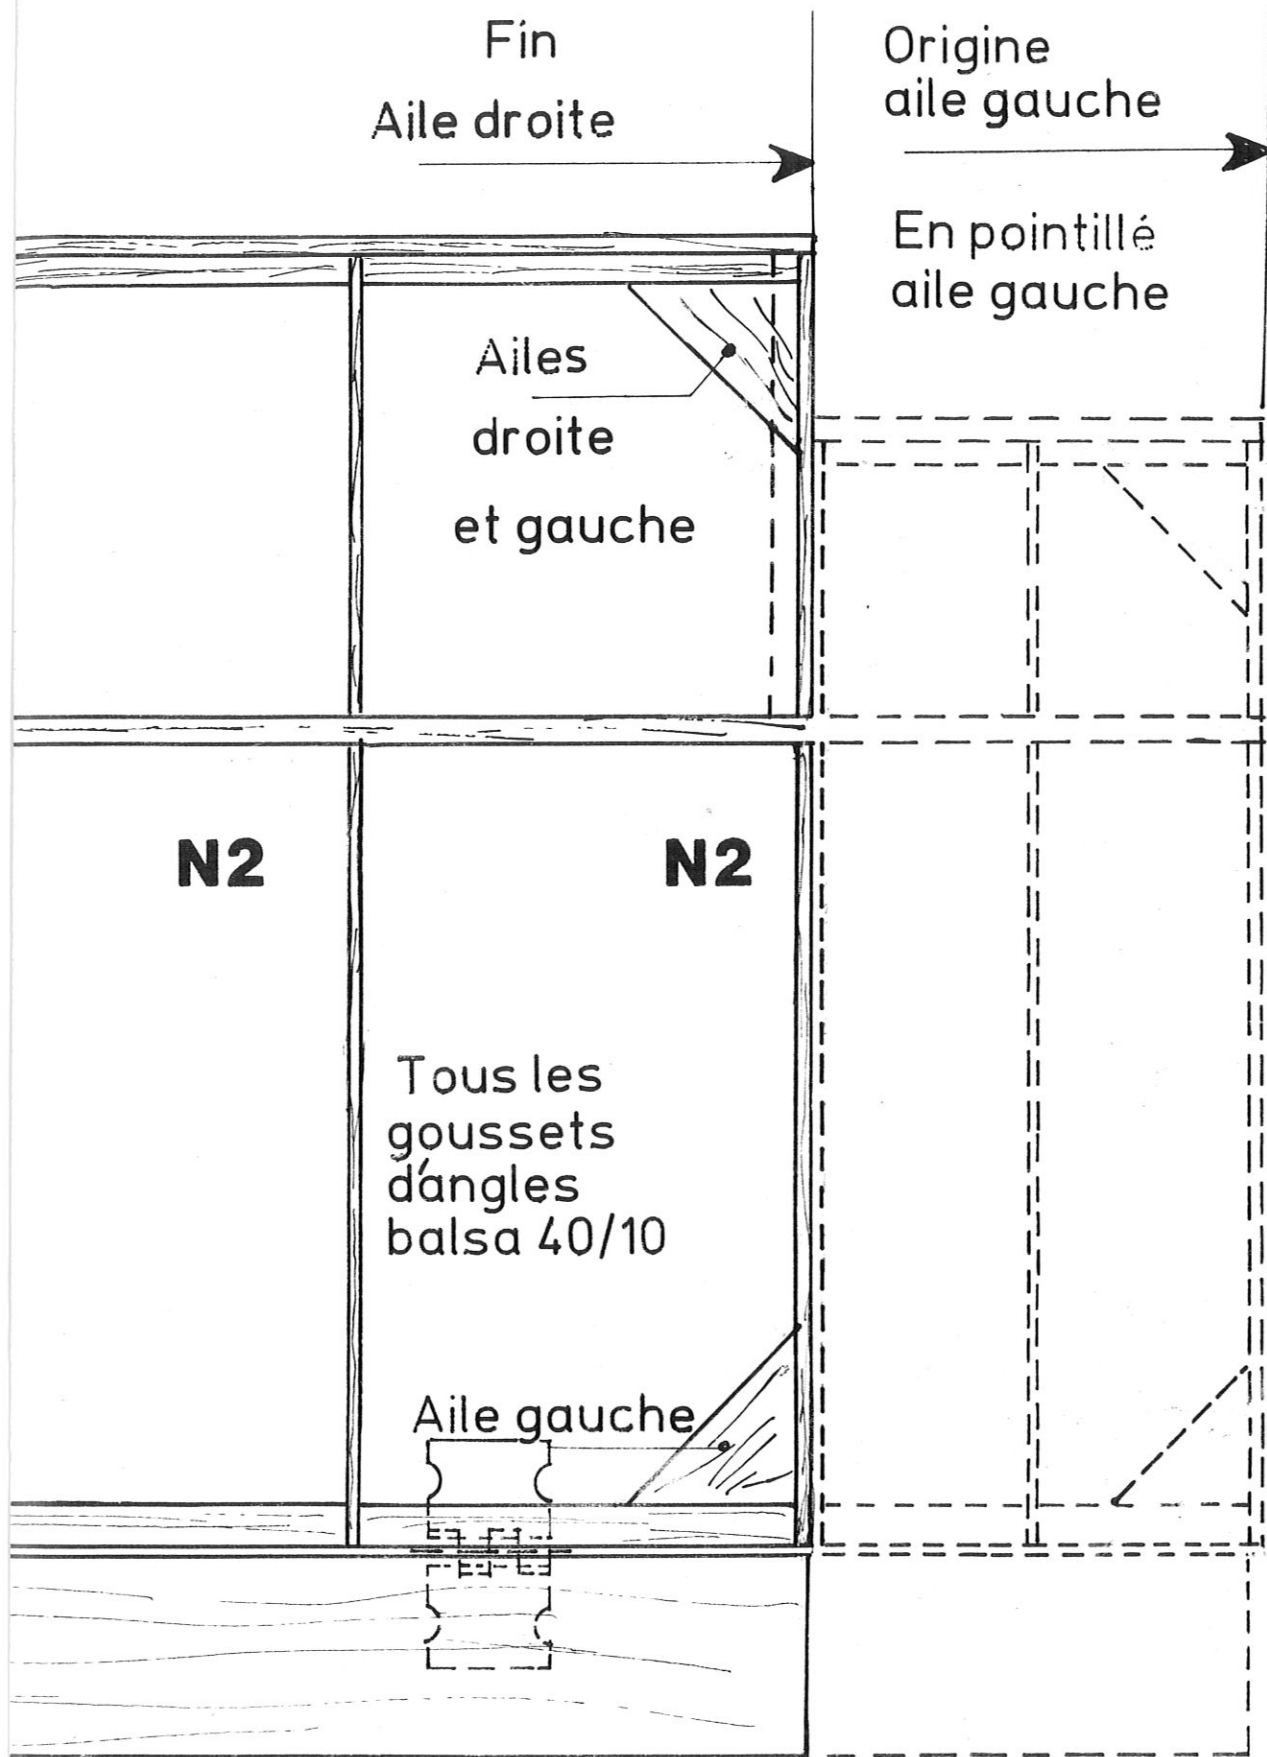 Fin
Aile droite
Origine
aile gauche
En pointillé
aile gauche
Ailes
droite
et gauche
N2
N2
Tous les
goussets
d'angles
balsa 40/10
Aile gauche